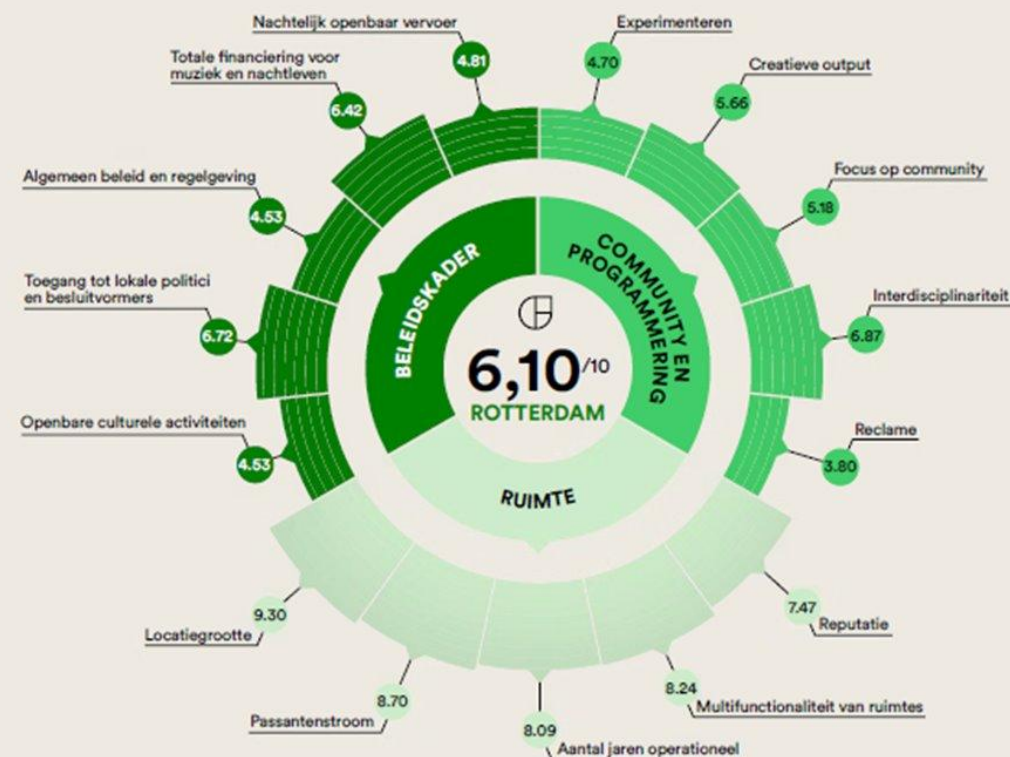 Nachtelijk openbaar vervoer
4.81
Experimenteren
4.70
Totale financiering voor
muziek en nachtleven
6.42
Creatieve output
5.66
Algemeen beleid en regelgeving
4.53
Focus op community
5.18
Toegang tot lokale politici
en besluitvormers
6.72
Interdisciplinariteit
6.87
Openbare culturele activiteiten
4.53
Reclame
3.80
BELEIDSKADER
COMMUNITY EN
PROGRAMMERING
6,10/10
ROTTERDAM
RUIMTE
9.30
Locatiegrootte
7.47
Reputatie
8.70
Passantenstroom
8.24
Multifunctionaliteit van ruimtes
8.09
Aantal jaren operationeel